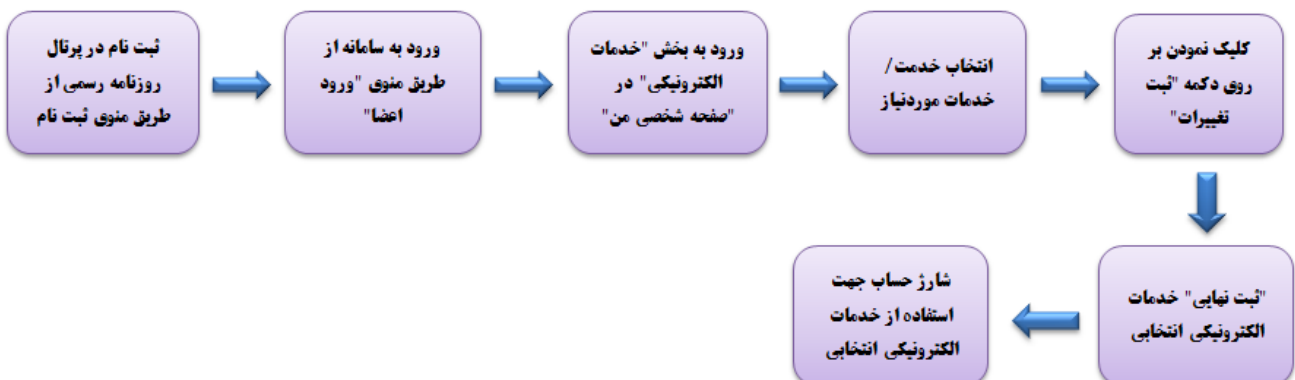 ثبت نام در پرتال
روزنامه رسمی از
طریق منوی ثبت نام
ورود به سامانه از
طریق منوی "ورود
اعضا"
ورود به بخش "خدمات
الکترونیکی" در
"صفحه شخصی من"
انتخاب خدمت/
خدمات موردنیاز
کلیک نمودن بر
روی دکمه "ثبت
تغییرات"
"ثبت نهایی" خدمات
الکترونیکی انتخابی
شارژ حساب جهت
استفاده از خدمات
الکترونیکی انتخابی